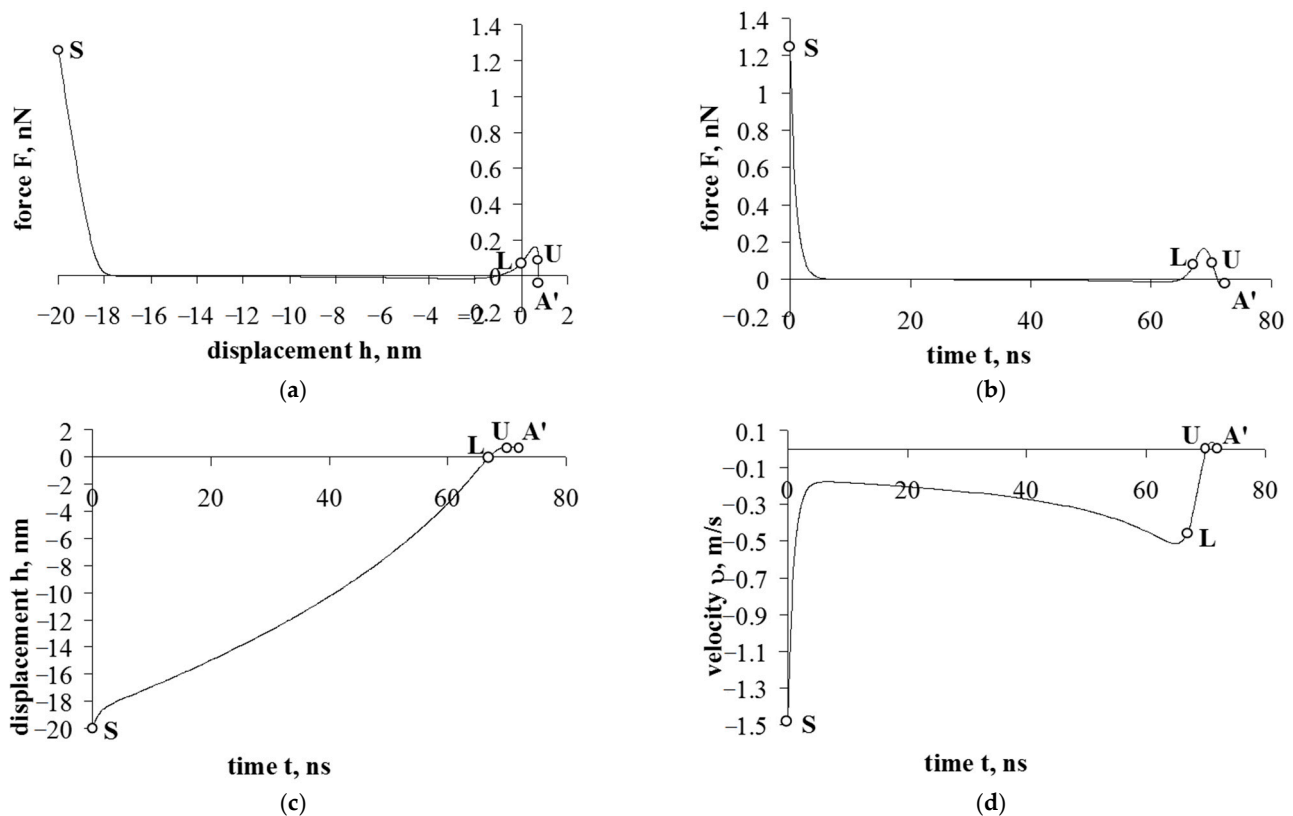 1.4
S
1.2
1
0.8
0.6
0.4
L
0.2
U
0
A'
−20 −18 −16 −14 −12 −10 −8 −6 −4 −2 0 2
−0.2
force F, nN
displacement h, nm
(a)
1.4
S
1.2
1
0.8
0.6
0.4
0.2
L U
0
A'
−0.2
0 20 40 60 80
force F, nN
time t, ns
(b)
2
L U A'
0
0 20 40 60 80
−2
−4
−6
−8
−10
−12
−14
−16
−18
−20
S
displacement h, nm
time t, ns
(c)
0.1
U A'
−0.1
0 20 40 60 80
−0.3
−0.5
L
−0.7
−0.9
−1.1
−1.3
−1.5
S
velocity υ, m/s
time t, ns
(d)